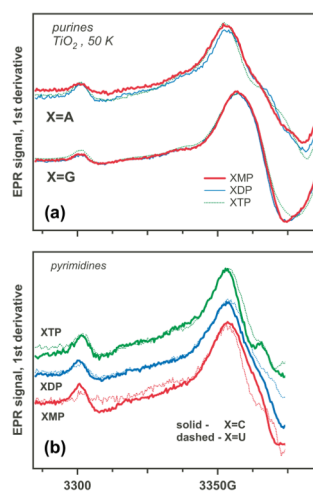 purines
TiO2 , 50 K
EPR signal, 1st derivative
X=A
X=G
XMP
XDP
XTP
(a)
pyrimidines
EPR signal, 1st derivative
XTP
XDP
XMP
solid - X=C
dashed - X=U
(b)
3300 3350G